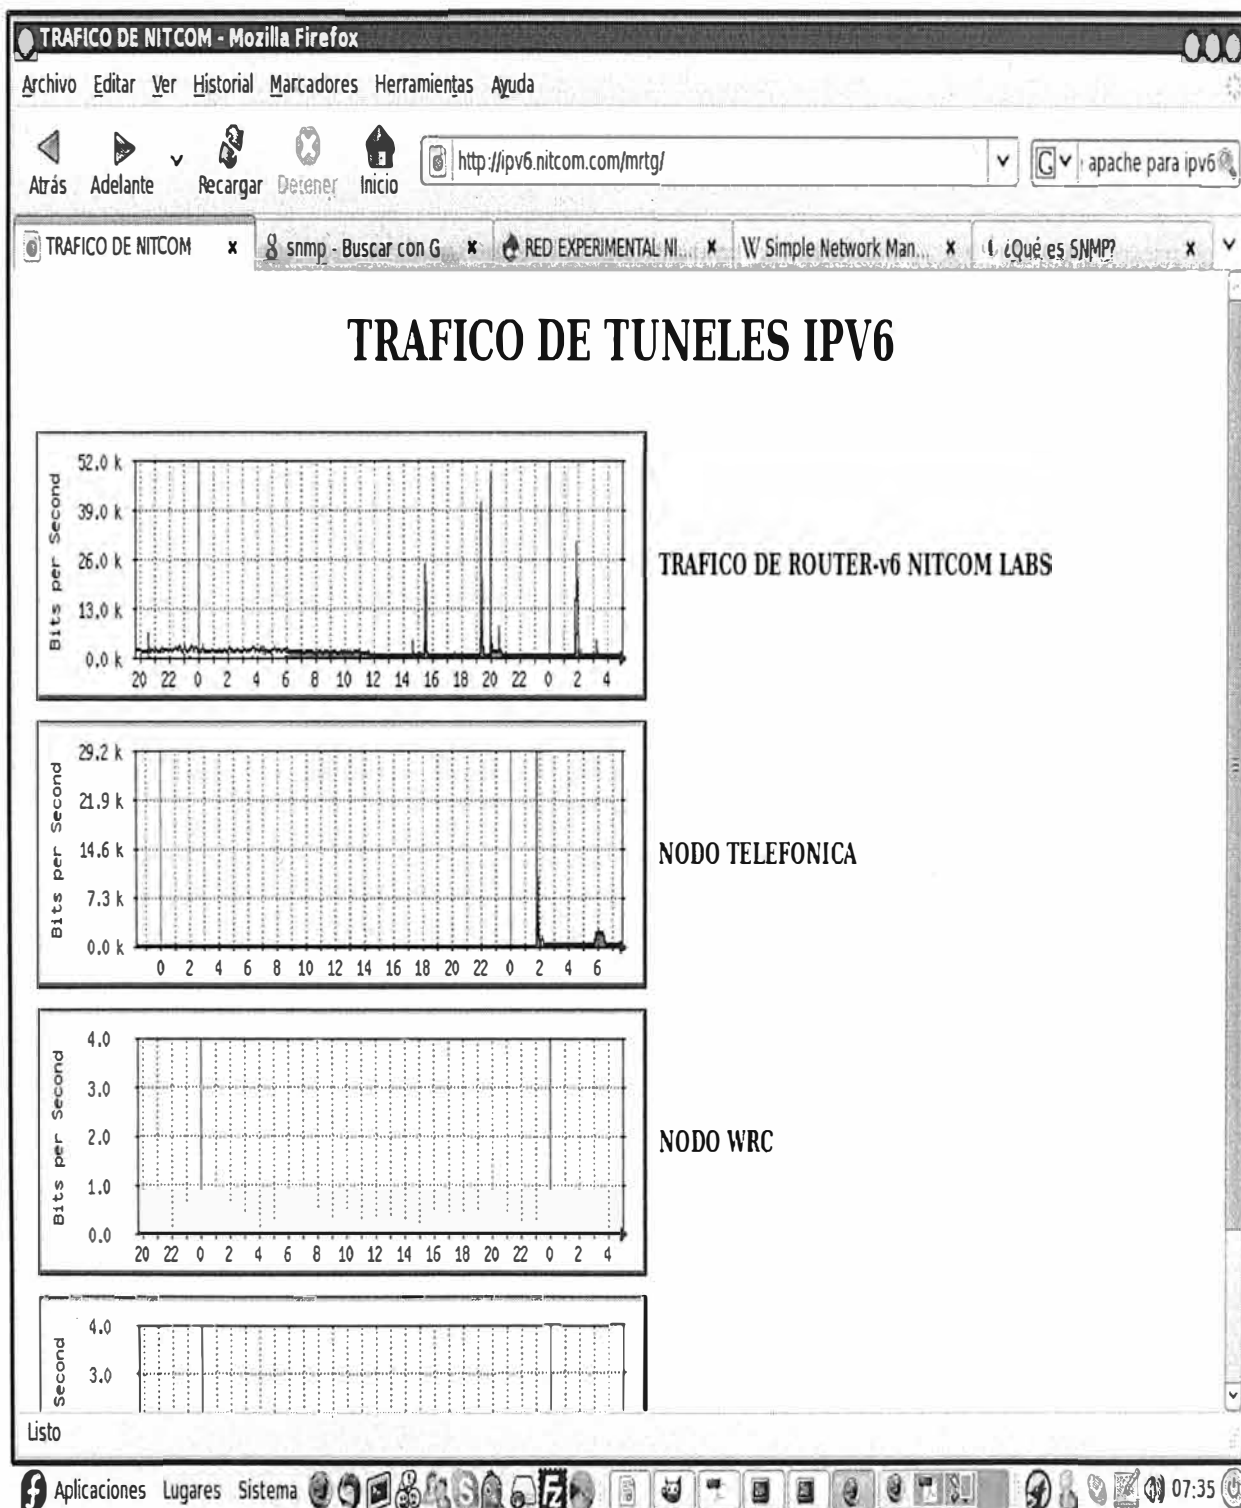 TRAFICO DE NITCOM - Mozilla Firefox
Archivo Editar Ver Historial Marcadores Herramientas Ayuda
Atrás Adelante Recargar Detener Inicio
http://ipv6.nitcom.com/mrtg/
G apache para ipv6
TRAFICO DE NITCOM
snmp - Buscar con G
RED EXPERIMENTAL NI...
W Simple Network Man...
¿Qué es SNMP?
TRAFICO DE TUNELES IPV6
Bits per Second
52.0 k
39.0 k
26.0 k
13.0 k
0.0 k
20 22 0 2 4 6 8 10 12 14 16 18 20 22 0 2 4
TRAFICO DE ROUTER-v6 NITCOM LABS
Bits per Second
29.2 k
21.9 k
14.6 k
7.3 k
0.0 k
0 2 4 6 8 10 12 14 16 18 20 22 0 2 4 6
NODO TELEFONICA
Bits per Second
4.0
3.0
2.0
1.0
0.0
20 22 0 2 4 6 8 10 12 14 16 18 20 22 0 2 4
NODO WRC
Second
4.0
3.0
Listo
Aplicaciones Lugares Sistema
07:35